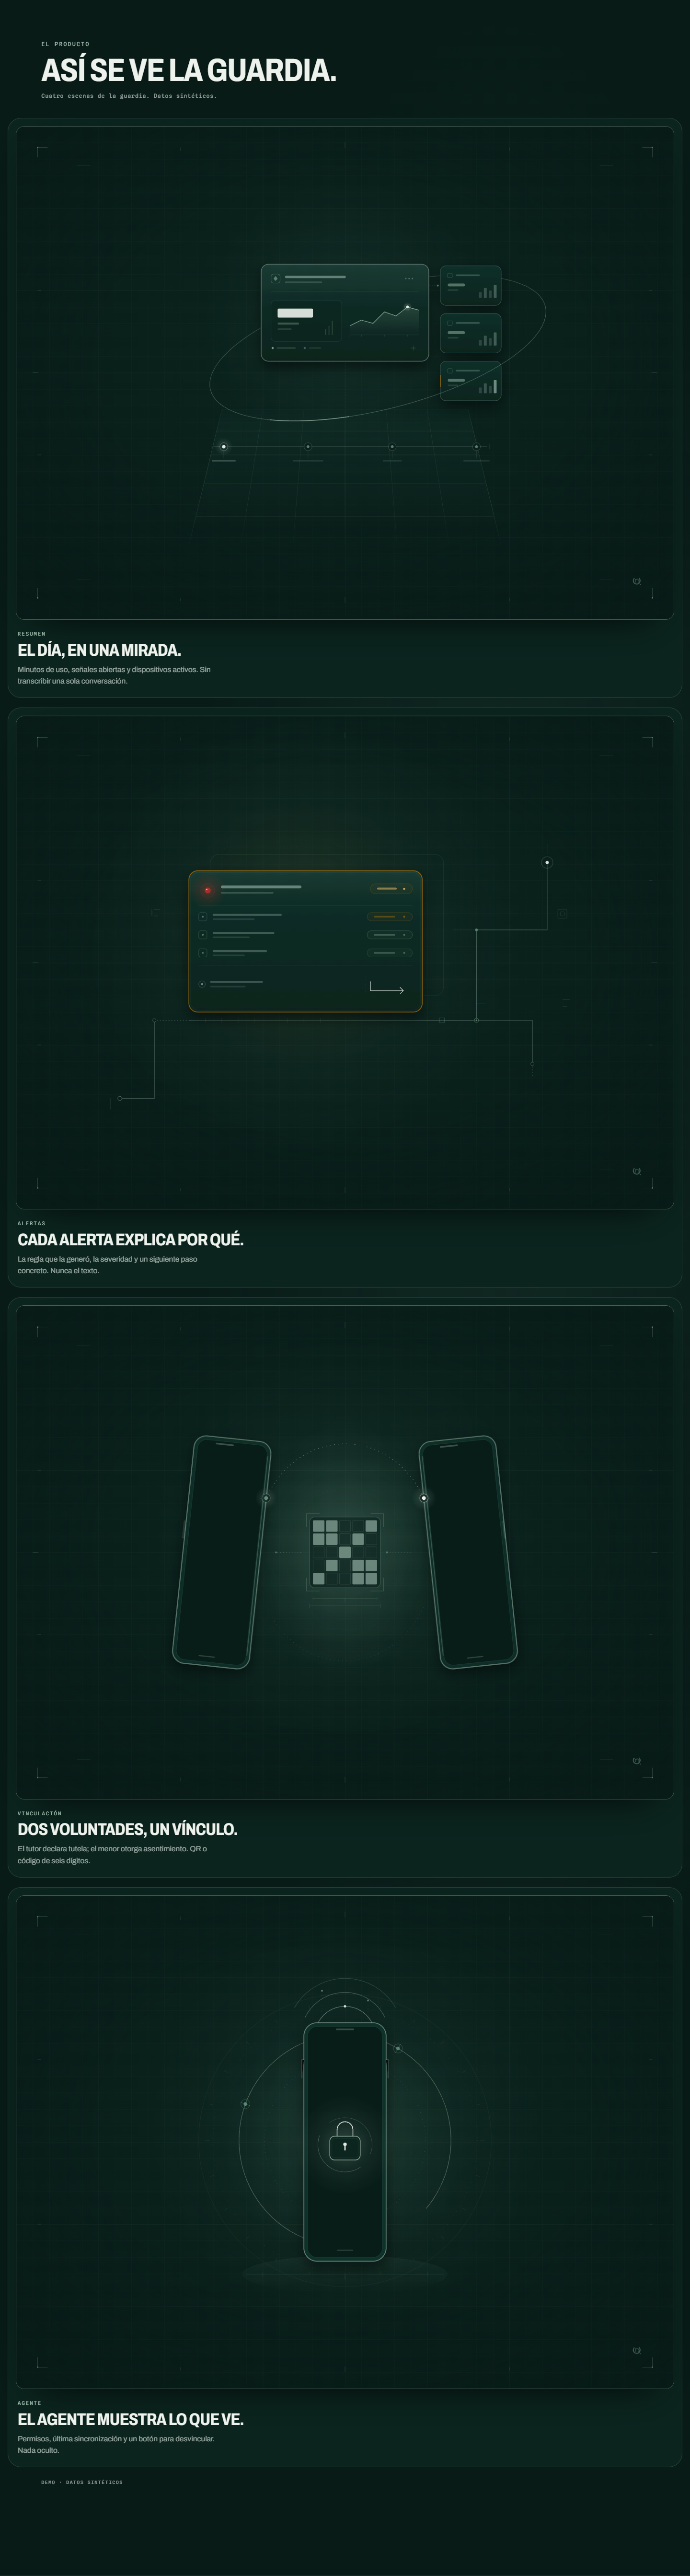 EL PRODUCTO
ASÍ SE VE LA GUARDIA.
Cuatro escenas de la guardia. Datos sintéticos.
RESUMEN
EL DÍA, EN UNA MIRADA.
Minutos de uso, señales abiertas y dispositivos activos. Sin
transcribir una sola conversación.
ALERTAS
CADA ALERTA EXPLICA POR QUÉ.
La regla que la generó, la severidad y un siguiente paso
concreto. Nunca el texto.
VINCULACIÓN
DOS VOLUNTADES, UN VÍNCULO.
El tutor declara tutela; el menor otorga asentimiento. QR o
código de seis dígitos.
AGENTE
EL AGENTE MUESTRA LO QUE VE.
Permisos, última sincronización y un botón para desvincular.
Nada oculto.
DEMO · DATOS SINTÉTICOS